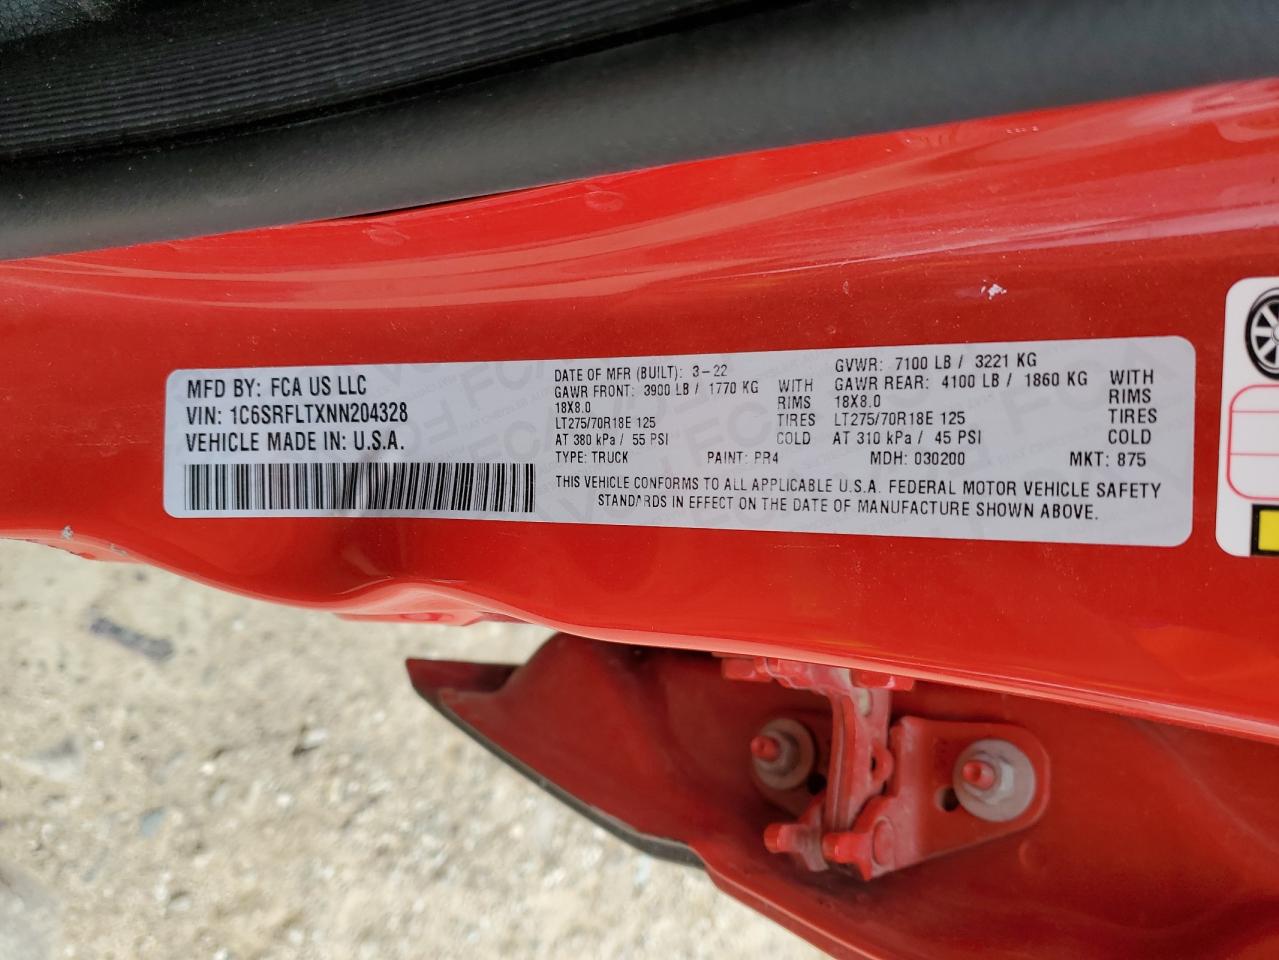 MFD BY: FCA US LLC
VIN: 1C6SRFLTXNN204328
VEHICLE MADE IN: U.S.A.
DATE OF MFR (BUILT): 3-22 GVWR: 7100 LB / 3221 KG
GAWR FRONT: 3900 LB / 1770 KG WITH GAWR REAR: 4100 LB / 1860 KG WITH
18X8.0 RIMS 18X8.0 RIMS
LT275/70R18E 125 TIRES LT275/70R18E 125 TIRES
AT 380 kPa / 55 PSI COLD AT 310 kPa / 45 PSI COLD
TYPE: TRUCK PAINT: PR4 MDH: 030200 MKT: 875
THIS VEHICLE CONFORMS TO ALL APPLICABLE U.S.A. FEDERAL MOTOR VEHICLE SAFETY
STANDARDS IN EFFECT ON THE DATE OF MANUFACTURE SHOWN ABOVE.